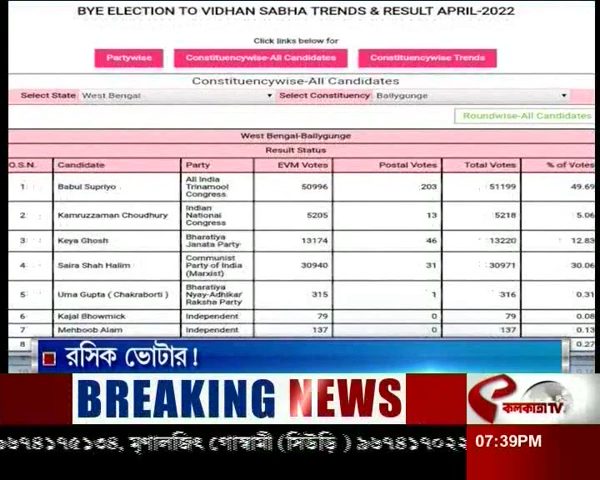 BYE ELECTION TO VIDHAN SABHA TRENDS & RESULT APRIL-2022
Click links below for
Partywise Constituencywise-All Candidates Constituencywise Trends
Constituencywise-All Candidates
Select State West Bengal Select Constituency Ballygunge
Roundwise-All Candidates
West Bengal-Ballygunge
Result Status
O.S.N. Candidate Party EVM Votes Postal Votes Total Votes % of Votes
1 Babul Supriyo All India Trinamool Congress 50996 203 51199 49.69
2 Kamruzzaman Choudhury Indian National Congress 5205 13 5218 5.06
3 Keya Ghosh Bharatiya Janata Party 13174 46 13220 12.83
4 Saira Shah Halim Communist Party of India (Marxist) 30940 31 30971 30.06
5 Uma Gupta ( Chakraborti ) Bharatiya Nyay-Adhikar Raksha Party 315 1 316 0.31
6 Kajal Bhowmick Independent 79 0 79 0.08
7 Mehboob Alam Independent 137 0 137 0.13
8 0.27
রসিক ভোটার!
BREAKING NEWS
কলকাতা TV
৯৬৭৪১৭৫১৩৪, মৃণালজিৎ গোস্বামী (সিউড়ি ) ৯৬৭৪১৭০২২
07:39PM